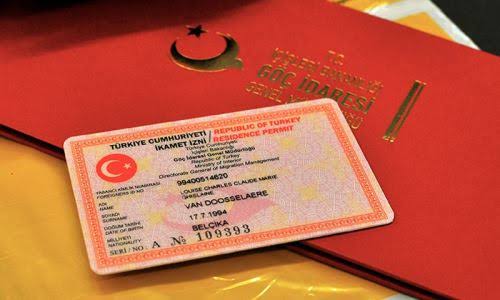 T.C.
İÇİŞLERİ BAKANLIĞI
GÖÇ İDARESİ
GENEL
TÜRKİYE CUMHURİYETİ
İKAMET İZNİ
REPUBLIC OF TURKEY
RESIDENCE PERMIT
Türkiye Cumhuriyeti
İçişleri Bakanlığı
Göç İdaresi Genel Müdürlüğü
Republic of Turkey
Ministry of Interior
Directorate General of Migration Management
YABANCI KİMLİK NUMARASI
FOREIGNERS ID
99400514620
ADI
NAME
LOUISE CHARLES CLAUDE MARIE
GHISLAINE
SOYADI
SURNAME
VAN DOOSSELAERE
DOĞUM TARİHİ
DATE OF BIRTH
17.7.1994
MİLLİYETİ
NATIONALITY
BELÇİKA
SERİ NO A No 109393